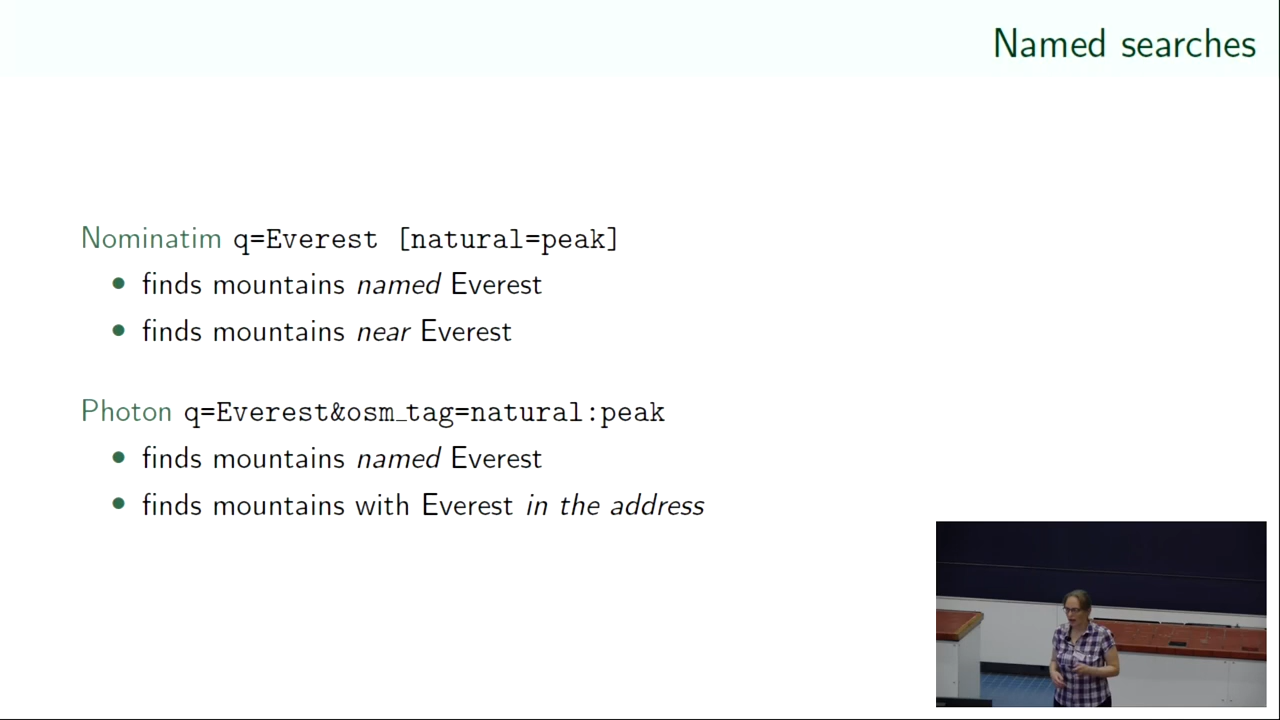 Named searches
Nominatim q=Everest [natural=peak]
• finds mountains named Everest
• finds mountains near Everest
Photon q=Everest&osm_tag=natural:peak
• finds mountains named Everest
• finds mountains with Everest in the address